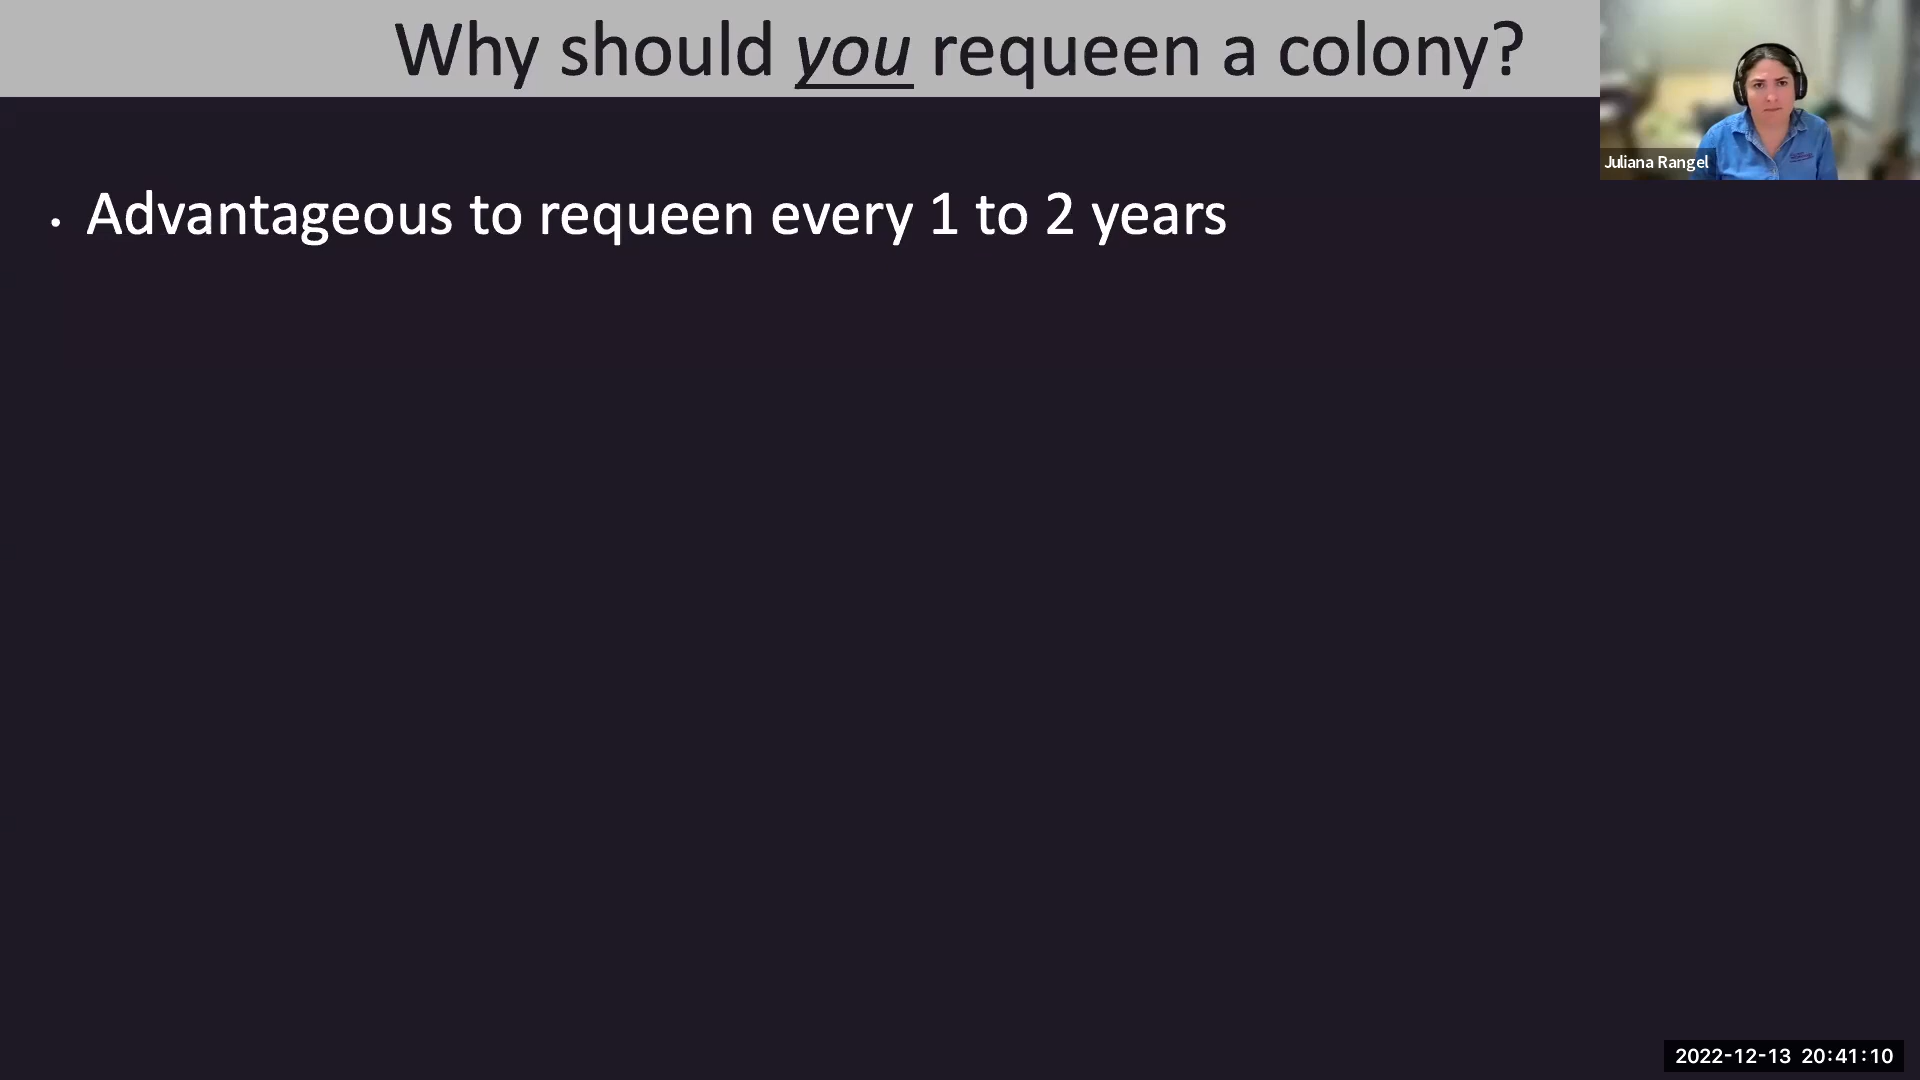 Why should you requeen a colony?
Juliana Rangel
• Advantageous to requeen every 1 to 2 years
2022-12-13 20:41:10